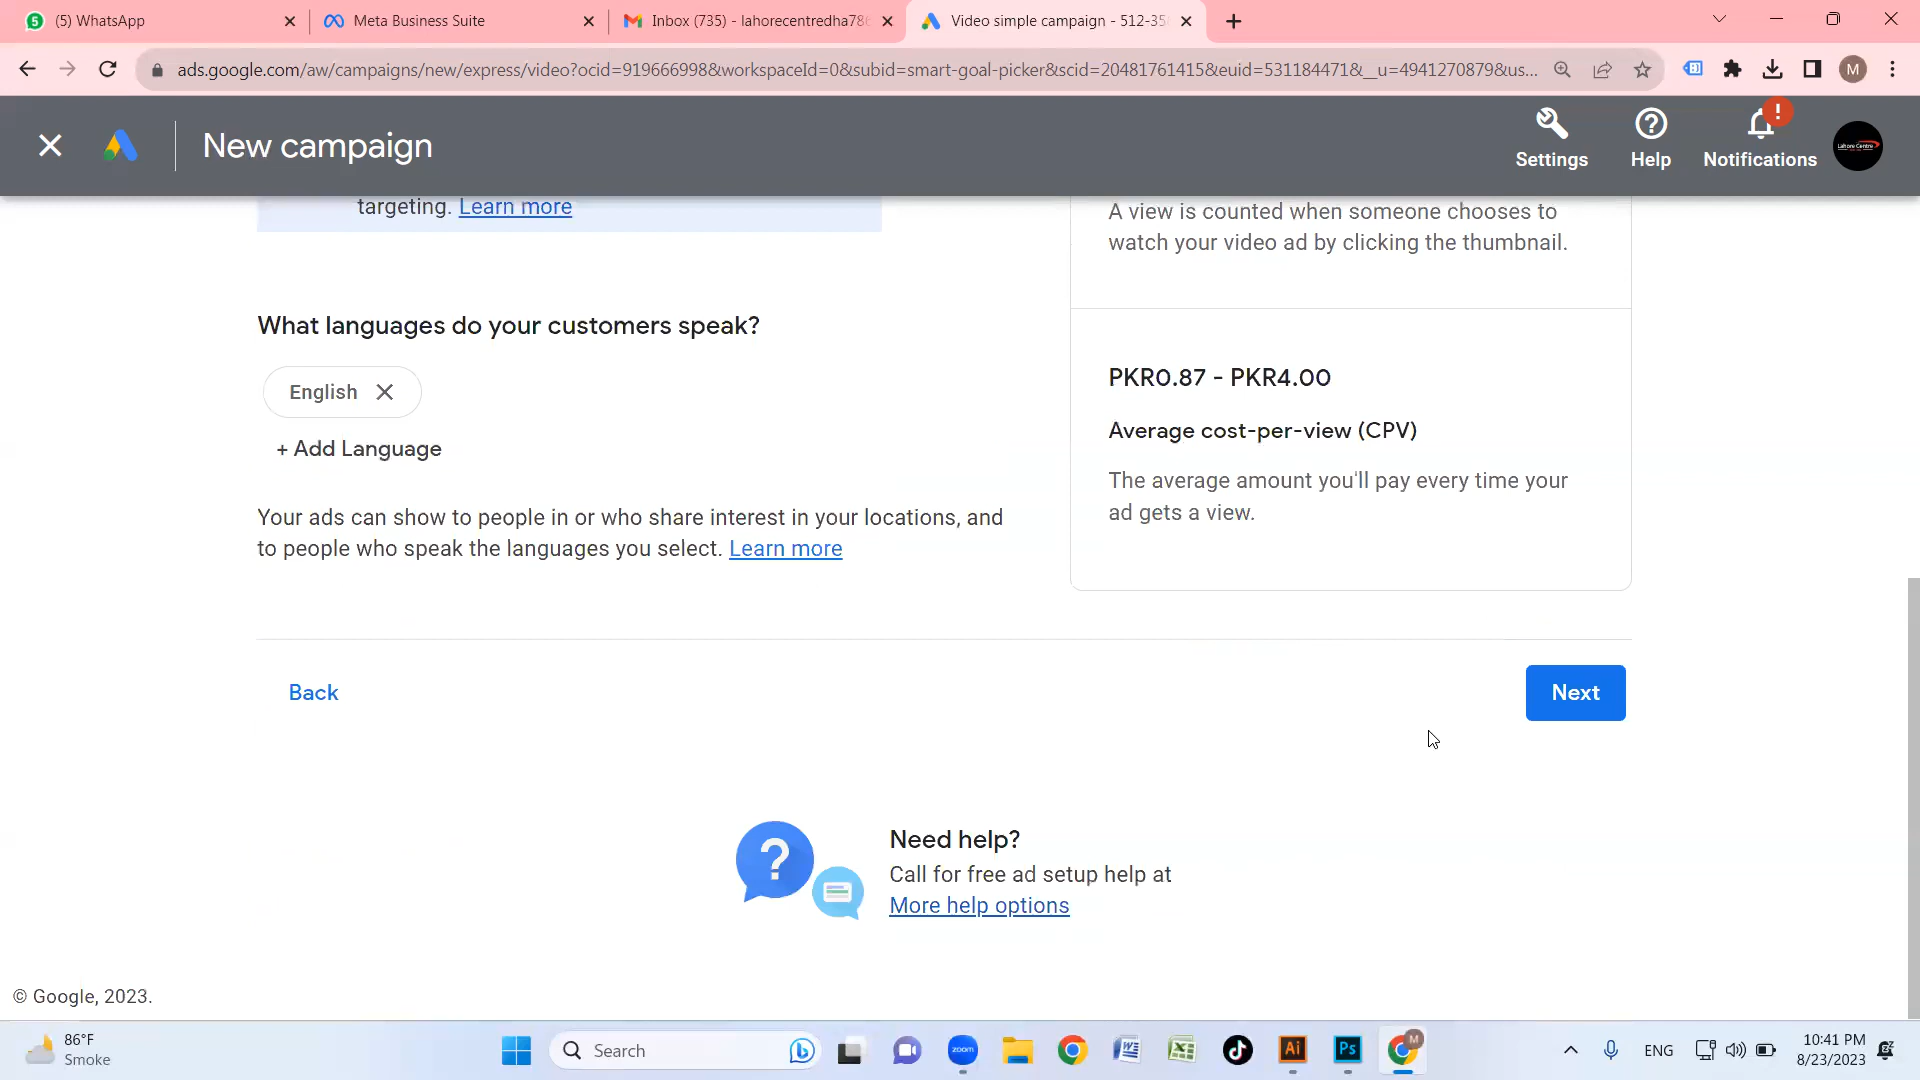 (5) WhatsApp
Meta Business Suite
Inbox (735) - lahorecentredha786
Video simple campaign - 512-35
ads.google.com/aw/campaigns/new/express/video?ocid=919666998&workspaceId=0&subid=smart-goal-picker&scid=20481761415&euid=531184471&__u=4941270879&us...
M
New campaign
Settings
Help
Notifications
Lahore Centre
targeting. Learn more
A view is counted when someone chooses to
watch your video ad by clicking the thumbnail.
What languages do your customers speak?
English
+ Add Language
Your ads can show to people in or who share interest in your locations, and
to people who speak the languages you select. Learn more
PKR0.87 - PKR4.00
Average cost-per-view (CPV)
The average amount you'll pay every time your
ad gets a view.
Back
Next
Need help?
Call for free ad setup help at
More help options
© Google, 2023.
86°F
Smoke
Search
zoom
Ai
Ps
M
ENG
10:41 PM
8/23/2023